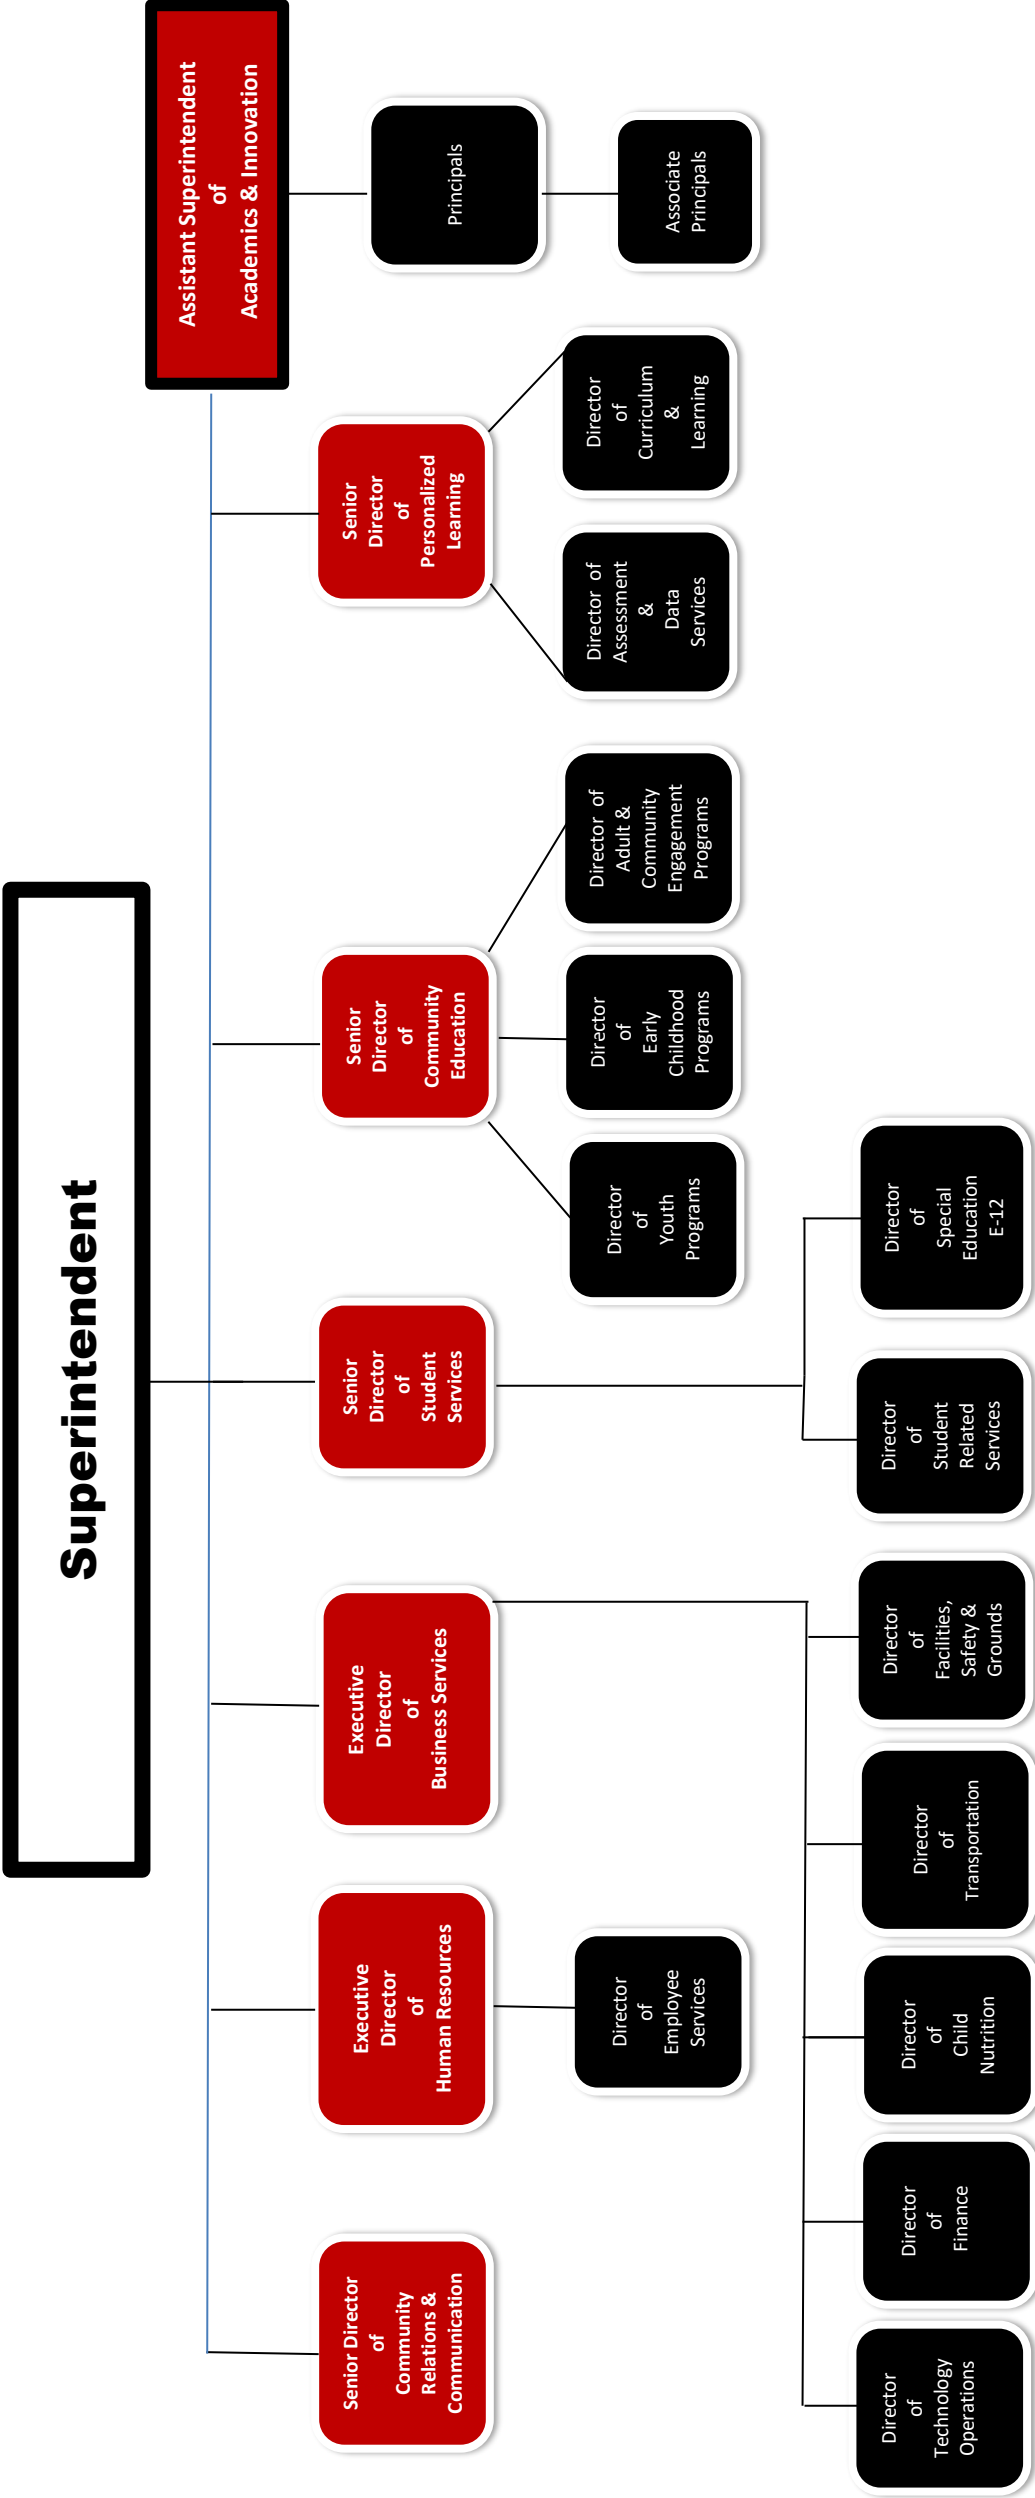 Superintendent
Senior Director
of
Community
Relations &
Communication
Executive
Director
of
Human Resources
Executive
Director
of
Business Services
Senior
Director
of
Student
Services
Senior
Director
of
Community
Education
Senior
Director
of
Personalized
Learning
Assistant Superintendent
of
Academics & Innovation
Director
of
Employee
Services
Director
of
Youth
Programs
Director
of
Early
Childhood
Programs
Director of
Adult &
Community
Engagement
Programs
Director of
Assessment
&
Data
Services
Director
of
Curriculum
&
Learning
Principals
Associate
Principals
Director
of
Technology
Operations
Director
of
Finance
Director
of
Child
Nutrition
Director
of
Transportation
Director
of
Facilities,
Safety &
Grounds
Director
of
Student
Related
Services
Director
of
Special
Education
E-12